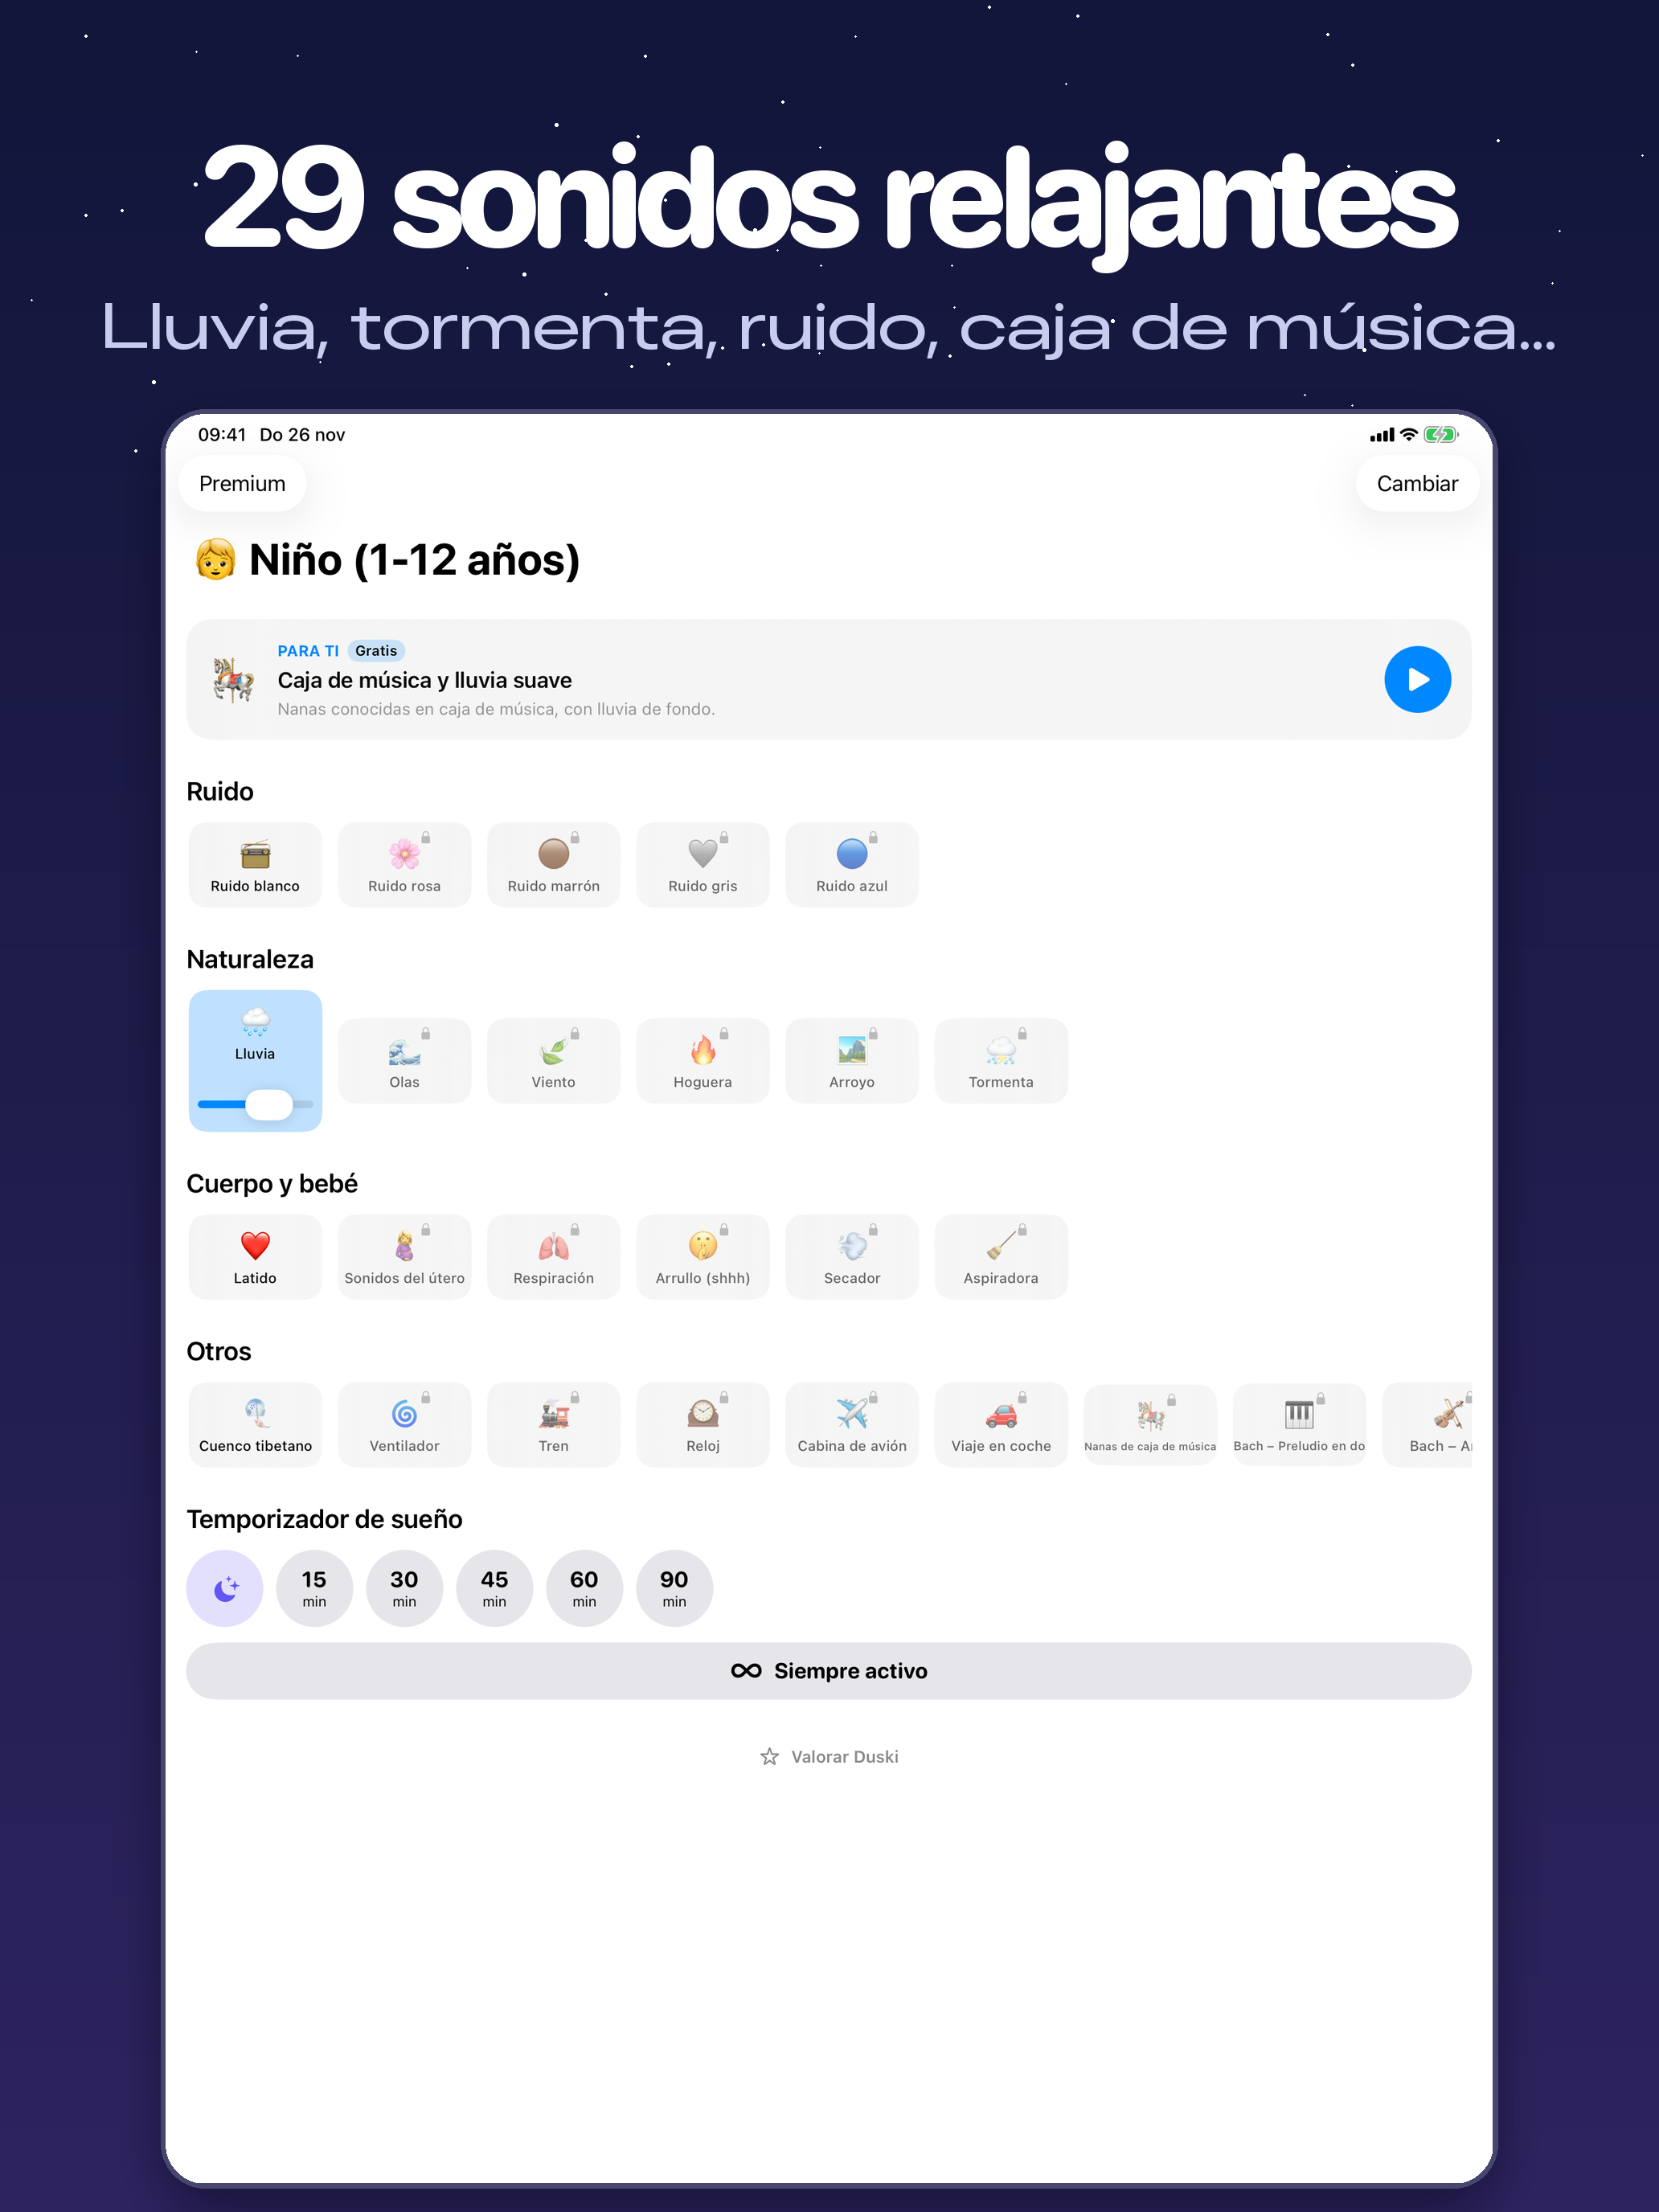 29 sonidos relajantes
Lluvia, tormenta, ruido, caja de música...
09:41 Do 26 nov
Premium
Cambiar
Niño (1-12 años)
PARA TI Gratis
Caja de música y lluvia suave
Nanas conocidas en caja de música, con lluvia de fondo.
Ruido
Ruido blanco
Ruido rosa
Ruido marrón
Ruido gris
Ruido azul
Naturaleza
Lluvia
Olas
Viento
Hoguera
Arroyo
Tormenta
Cuerpo y bebé
Latido
Sonidos del útero
Respiración
Arrullo (shhh)
Secador
Aspiradora
Otros
Cuenco tibetano
Ventilador
Tren
Reloj
Cabina de avión
Viaje en coche
Nanas de caja de música
Bach – Preludio en do
Bach –
Temporizador de sueño
15 min
30 min
45 min
60 min
90 min
Siempre activo
Valorar Duski